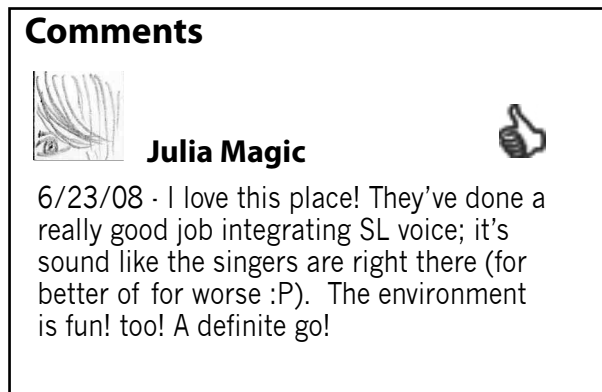 Comments
Julia Magic
6/23/08 - I love this place! They've done a
really good job integrating SL voice; it's
sound like the singers are right there (for
better of for worse :P).  The environment
is fun! too! A definite go!